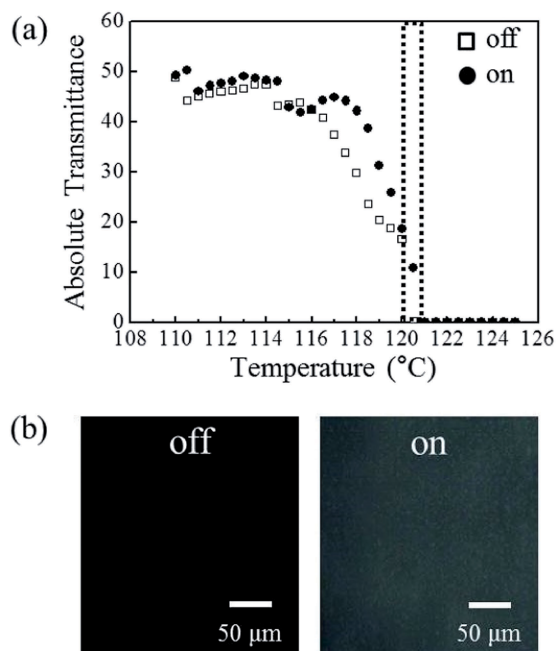 (a)
60
50
40
30
20
10
0
Absolute Transmittance
off
on
108 110 112 114 116 118 120 122 124 126
Temperature (°C)
(b)
off
on
50 μm
50 μm